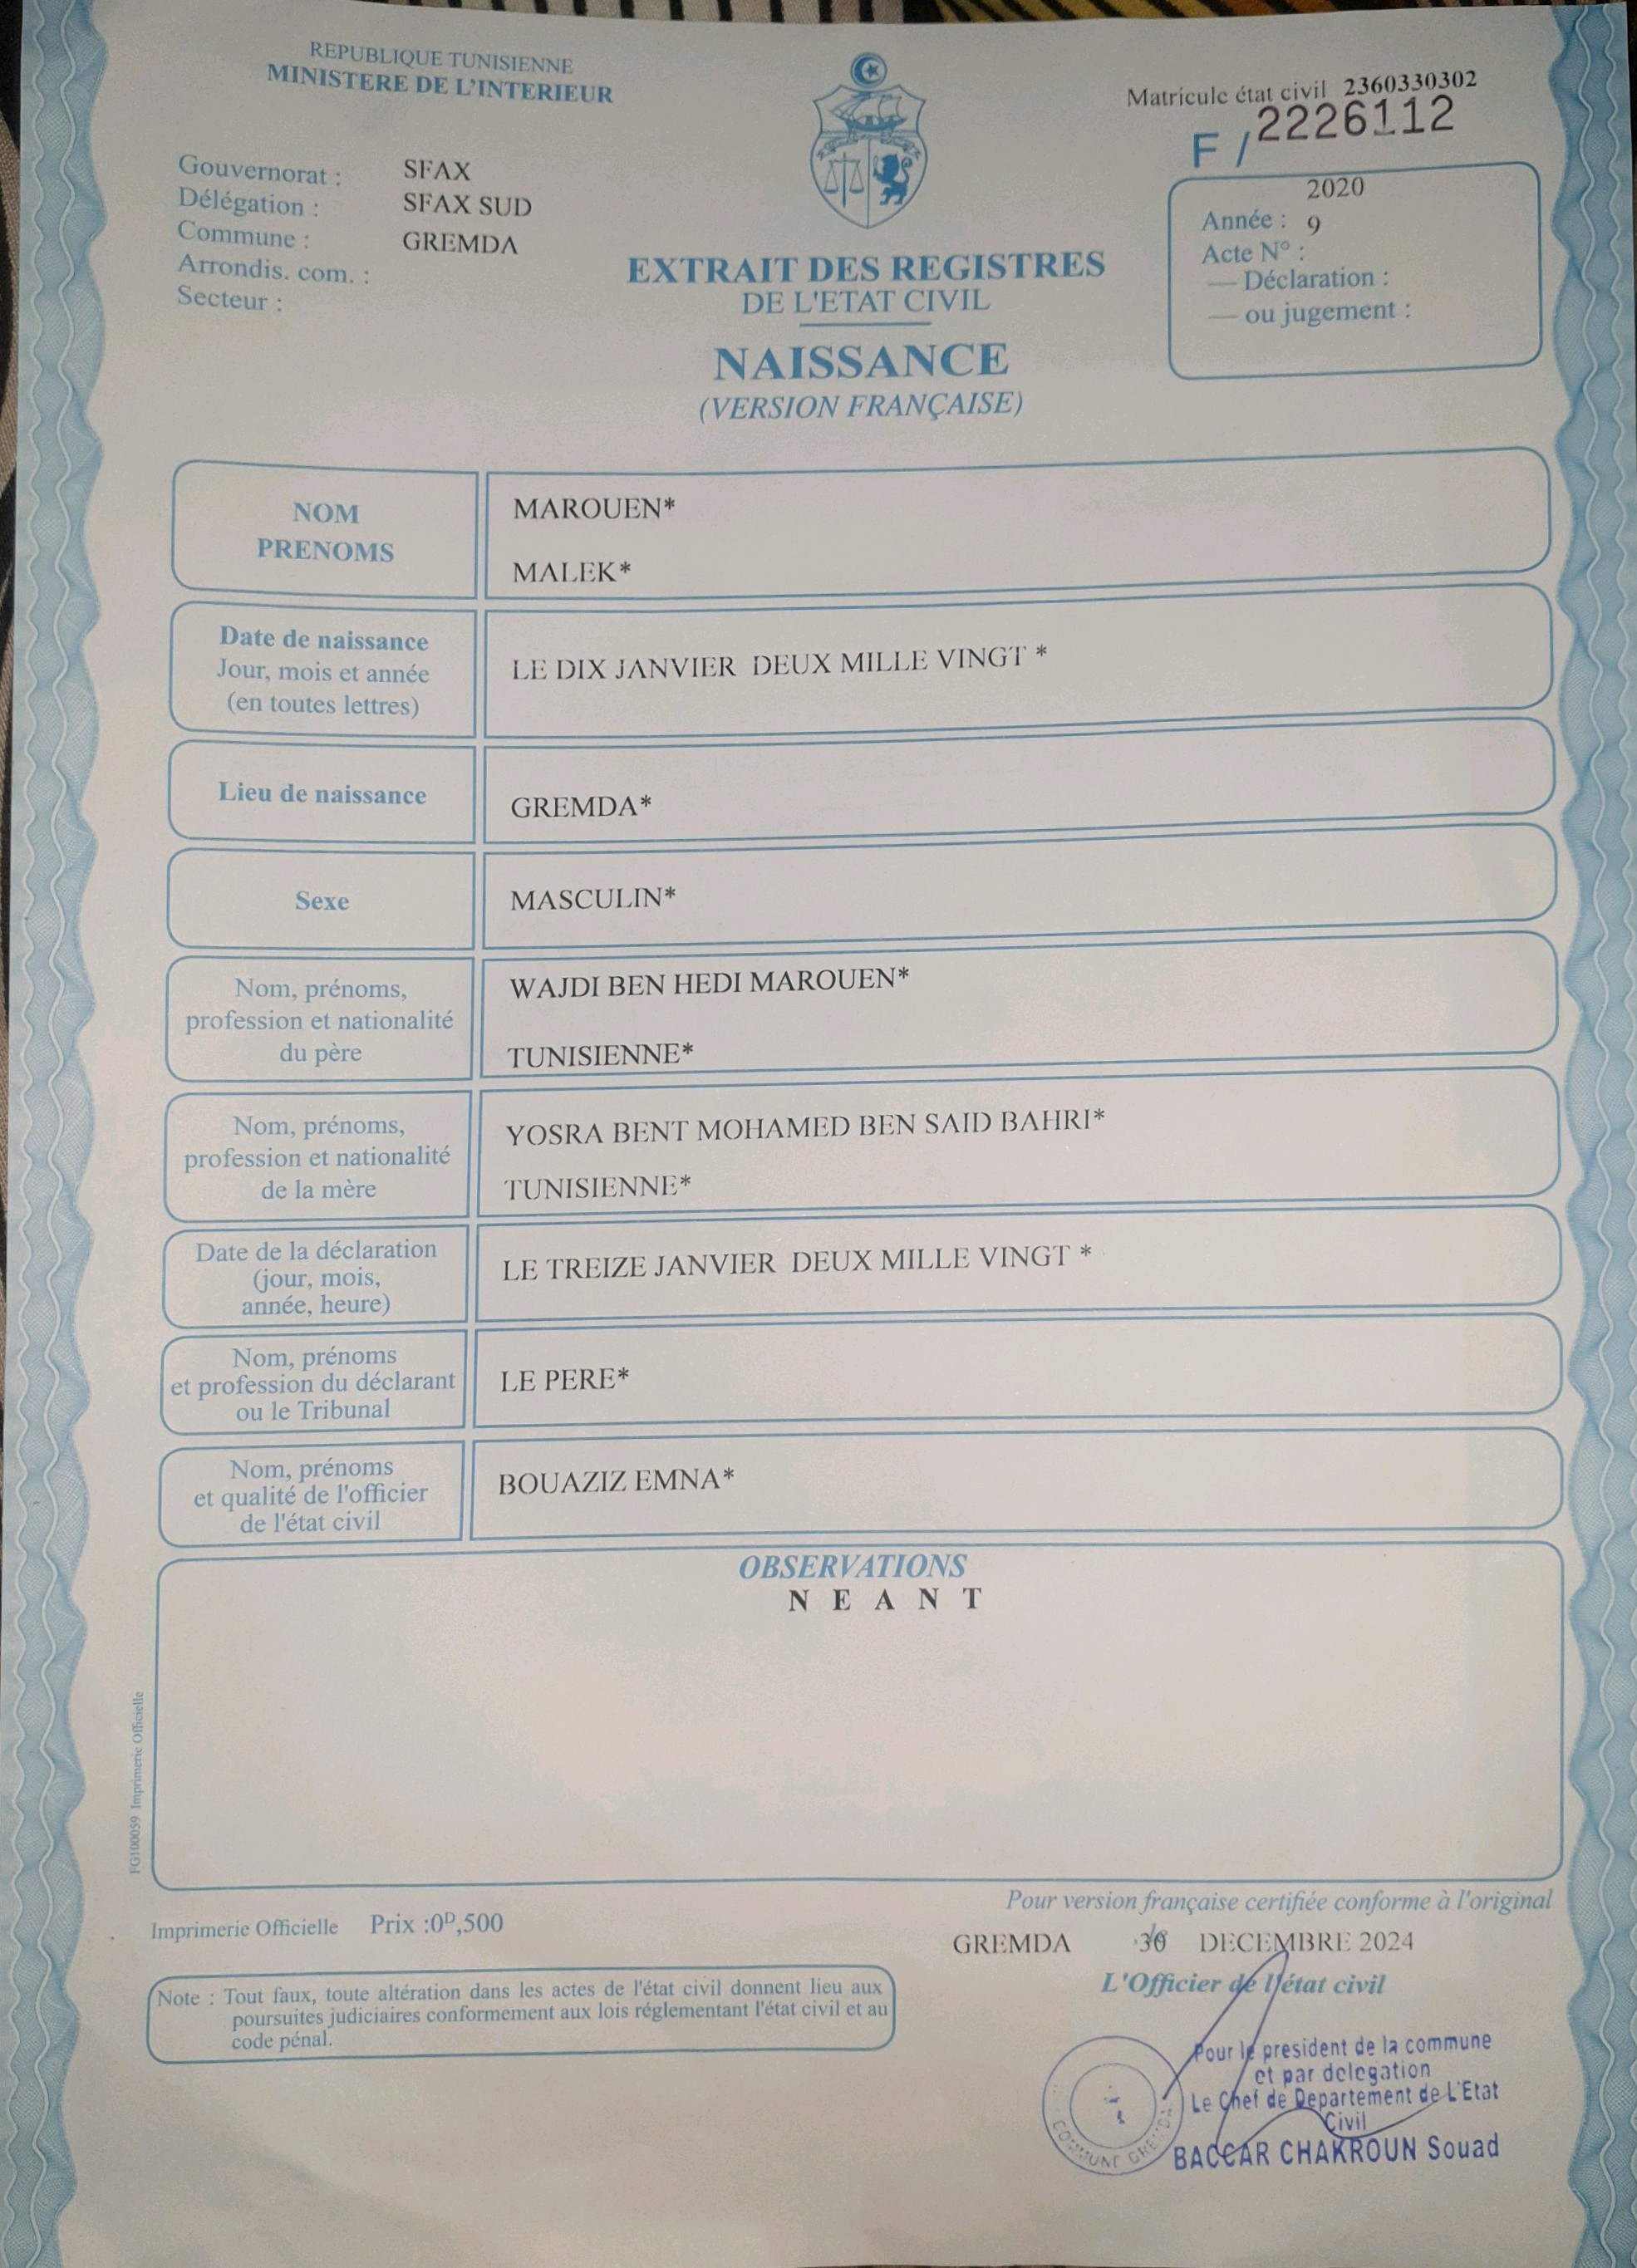 REPUBLIQUE TUNISIENNE
MINISTERE DE L'INTERIEUR
Matricule état civil 2360330302
F / 2226112
Gouvernorat : SFAX
Délégation : SFAX SUD
Commune : GREMDA
Arrondis. com. :
Secteur :
2020
Année : 9
Acte N° :
— Déclaration :
— ou jugement :
EXTRAIT DES REGISTRES
DE L'ETAT CIVIL
NAISSANCE
(VERSION FRANÇAISE)
NOM
PRENOMS
MAROUEN*
MALEK*
Date de naissance
Jour, mois et année
(en toutes lettres)
LE DIX JANVIER DEUX MILLE VINGT *
Lieu de naissance
GREMDA*
Sexe
MASCULIN*
Nom, prénoms,
profession et nationalité
du père
WAJDI BEN HEDI MAROUEN*
TUNISIENNE*
Nom, prénoms,
profession et nationalité
de la mère
YOSRA BENT MOHAMED BEN SAID BAHRI*
TUNISIENNE*
Date de la déclaration
(jour, mois,
année, heure)
LE TREIZE JANVIER DEUX MILLE VINGT *
Nom, prénoms
et profession du déclarant
ou le Tribunal
LE PERE*
Nom, prénoms
et qualité de l'officier
de l'état civil
BOUAZIZ EMNA*
OBSERVATIONS
N E A N T
FG100059 Imprimerie Officielle
Pour version française certifiée conforme à l'original
Imprimerie Officielle Prix :0D,500
GREMDA 30 DECEMBRE 2024
L'Officier de l'état civil
Note : Tout faux, toute altération dans les actes de l'état civil donnent lieu aux
poursuites judiciaires conformement aux lois réglementant l'état civil et au
code pénal.
Pour le president de la commune
et par delegation
Le Chef de Departement de L'Etat
Civil
BACCAR CHAKROUN Souad
COMMUNE GREMDA